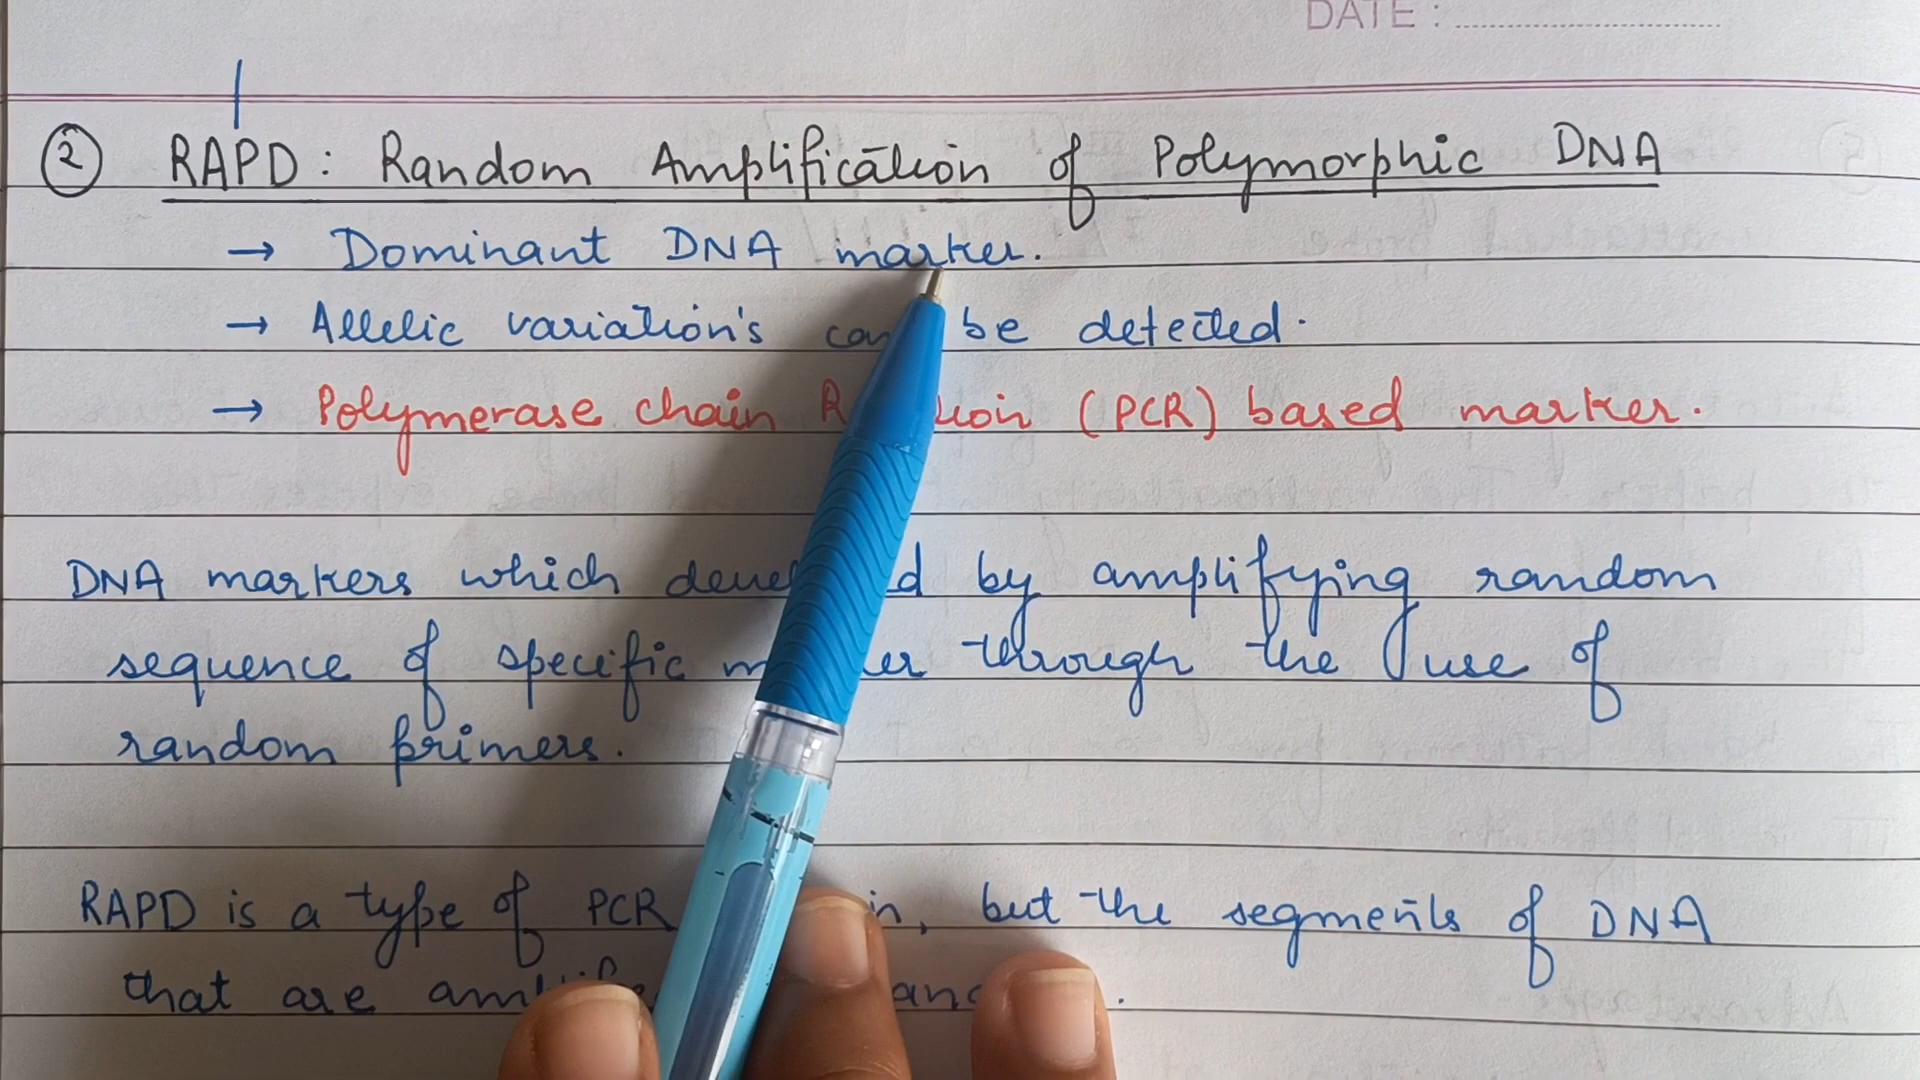 DATE :
② RAPD : Random Amplification of Polymorphic DNA
→ Dominant DNA marker.
→ Allelic variation's can be detected.
→ Polymerase chain (PCR) based marker.
DNA markers which by amplifying random
sequence of specific through the use of
random primers.
RAPD is a type of PCR but the segments of DNA
that are